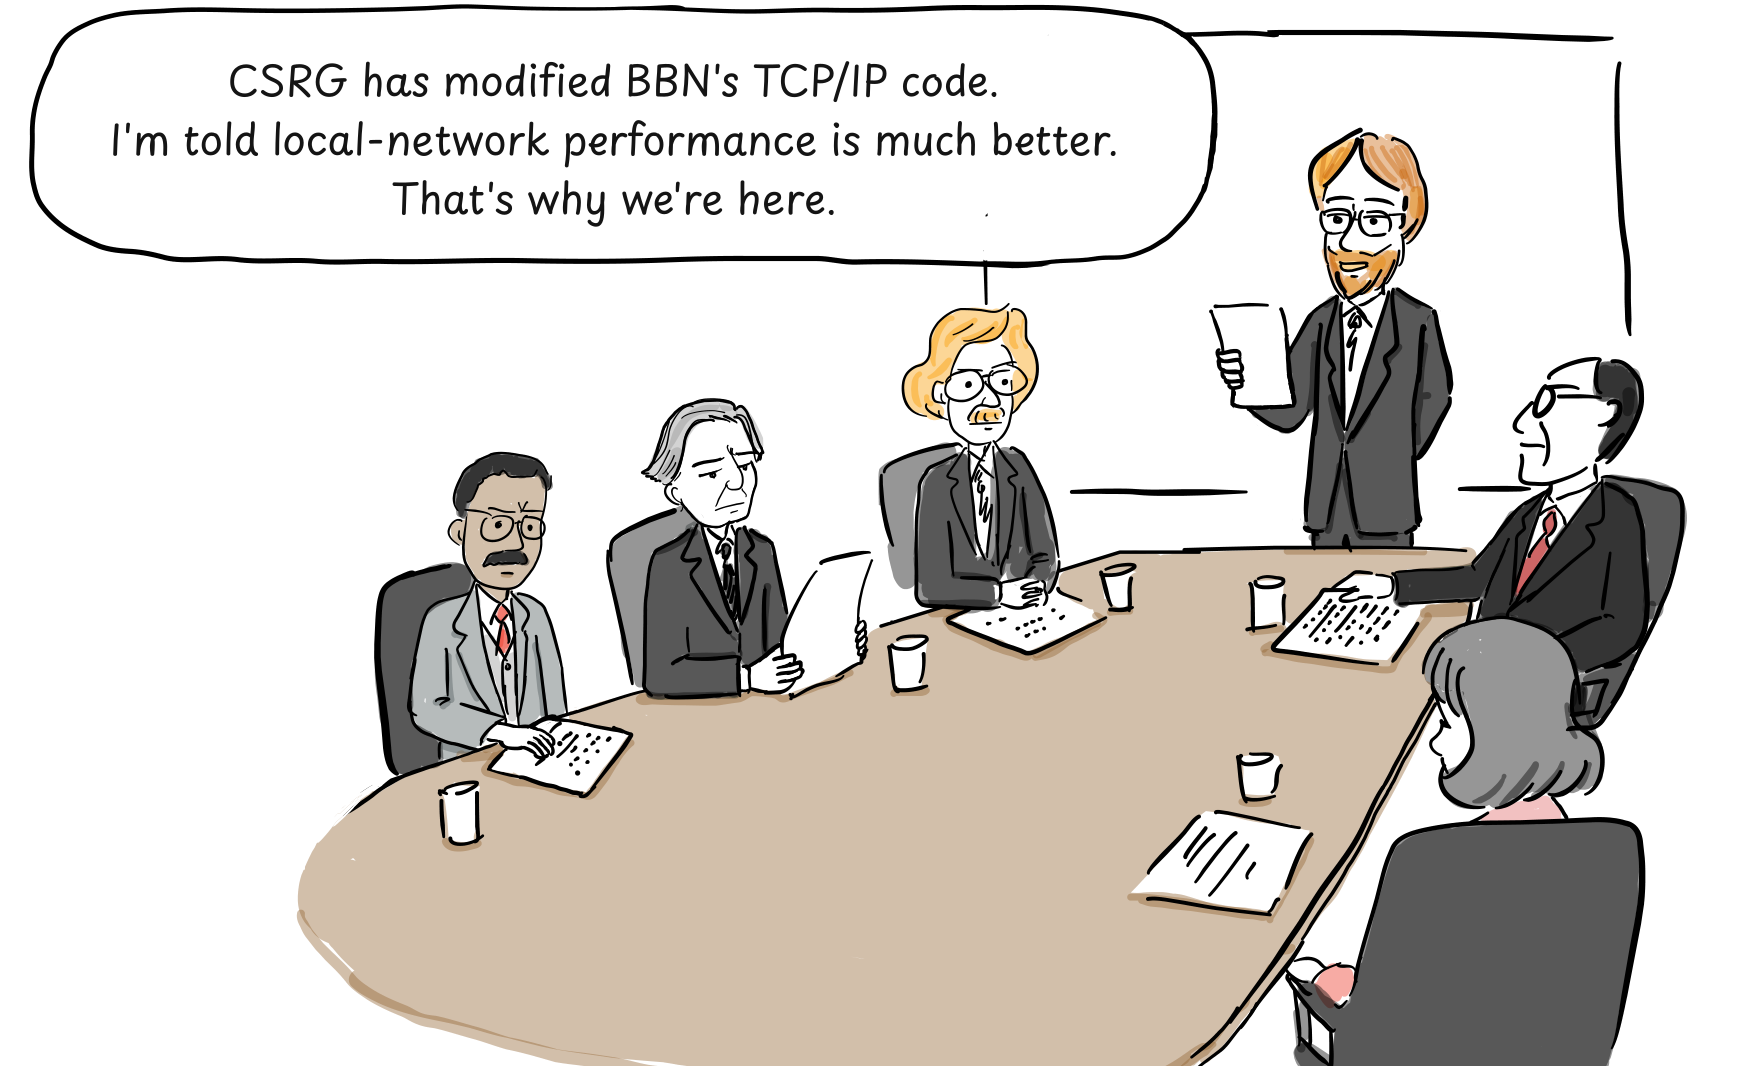 CSRG has modified BBN's TCP/IP code.
I'm told local-network performance is much better.
That's why we're here.